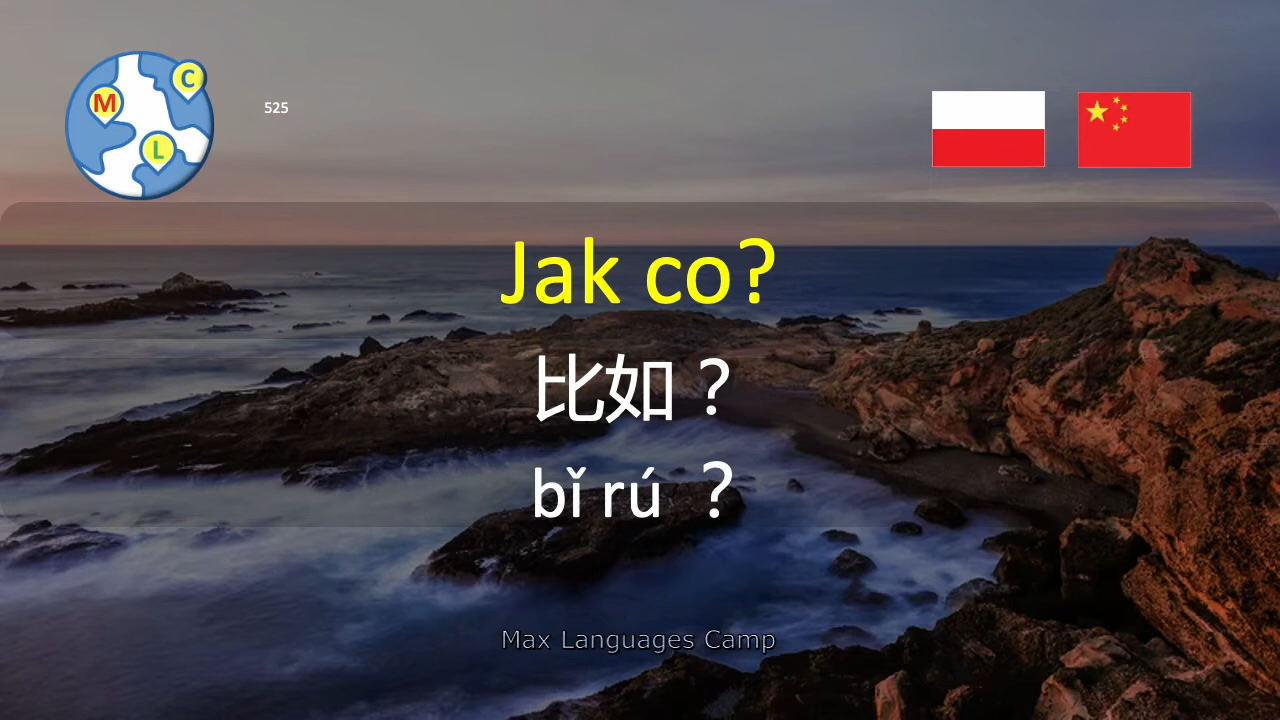 M
C
L
525
Jak co?
比如？
bǐ rú ？
Max Languages Camp